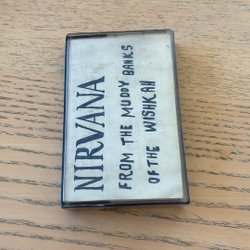 NIRVANA
FROM THE MUDDY BANKS
OF THE WISHKAH